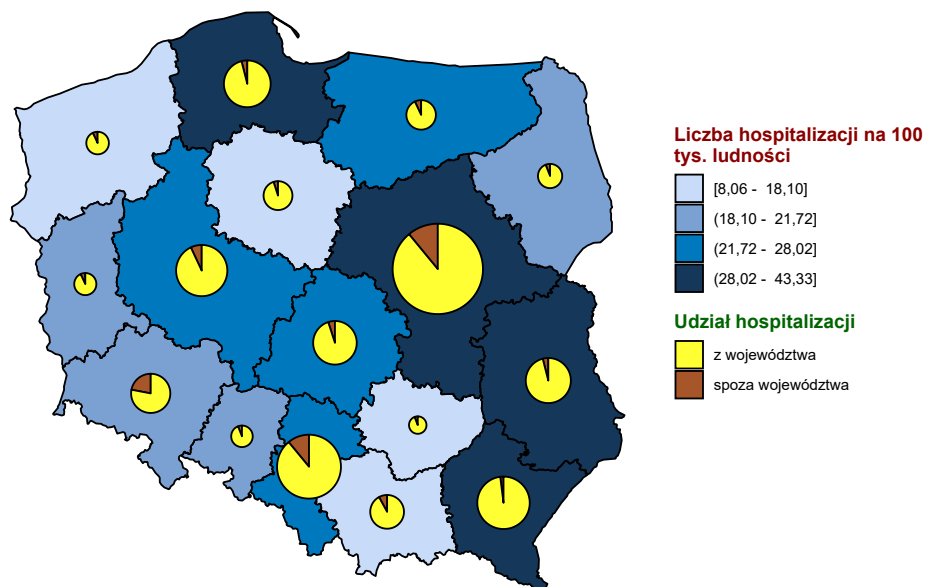 Liczba hospitalizacji na 100
tys. ludności
[8,06 - 18,10]
(18,10 - 21,72]
(21,72 - 28,02]
(28,02 - 43,33]
Udział hospitalizacji
z województwa
spoza województwa